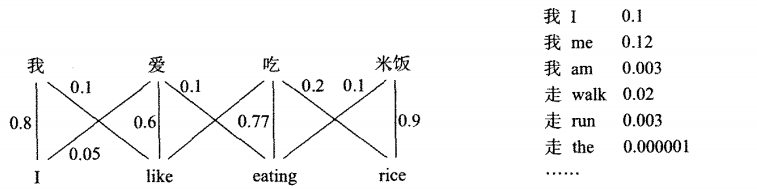 我 爱 吃 米饭
0.1 0.1 0.2 0.1
0.8 0.6 0.77 0.9
0.05
I like eating rice
我 I 0.1
我 me 0.12
我 am 0.003
走 walk 0.02
走 run 0.003
走 the 0.000001
……